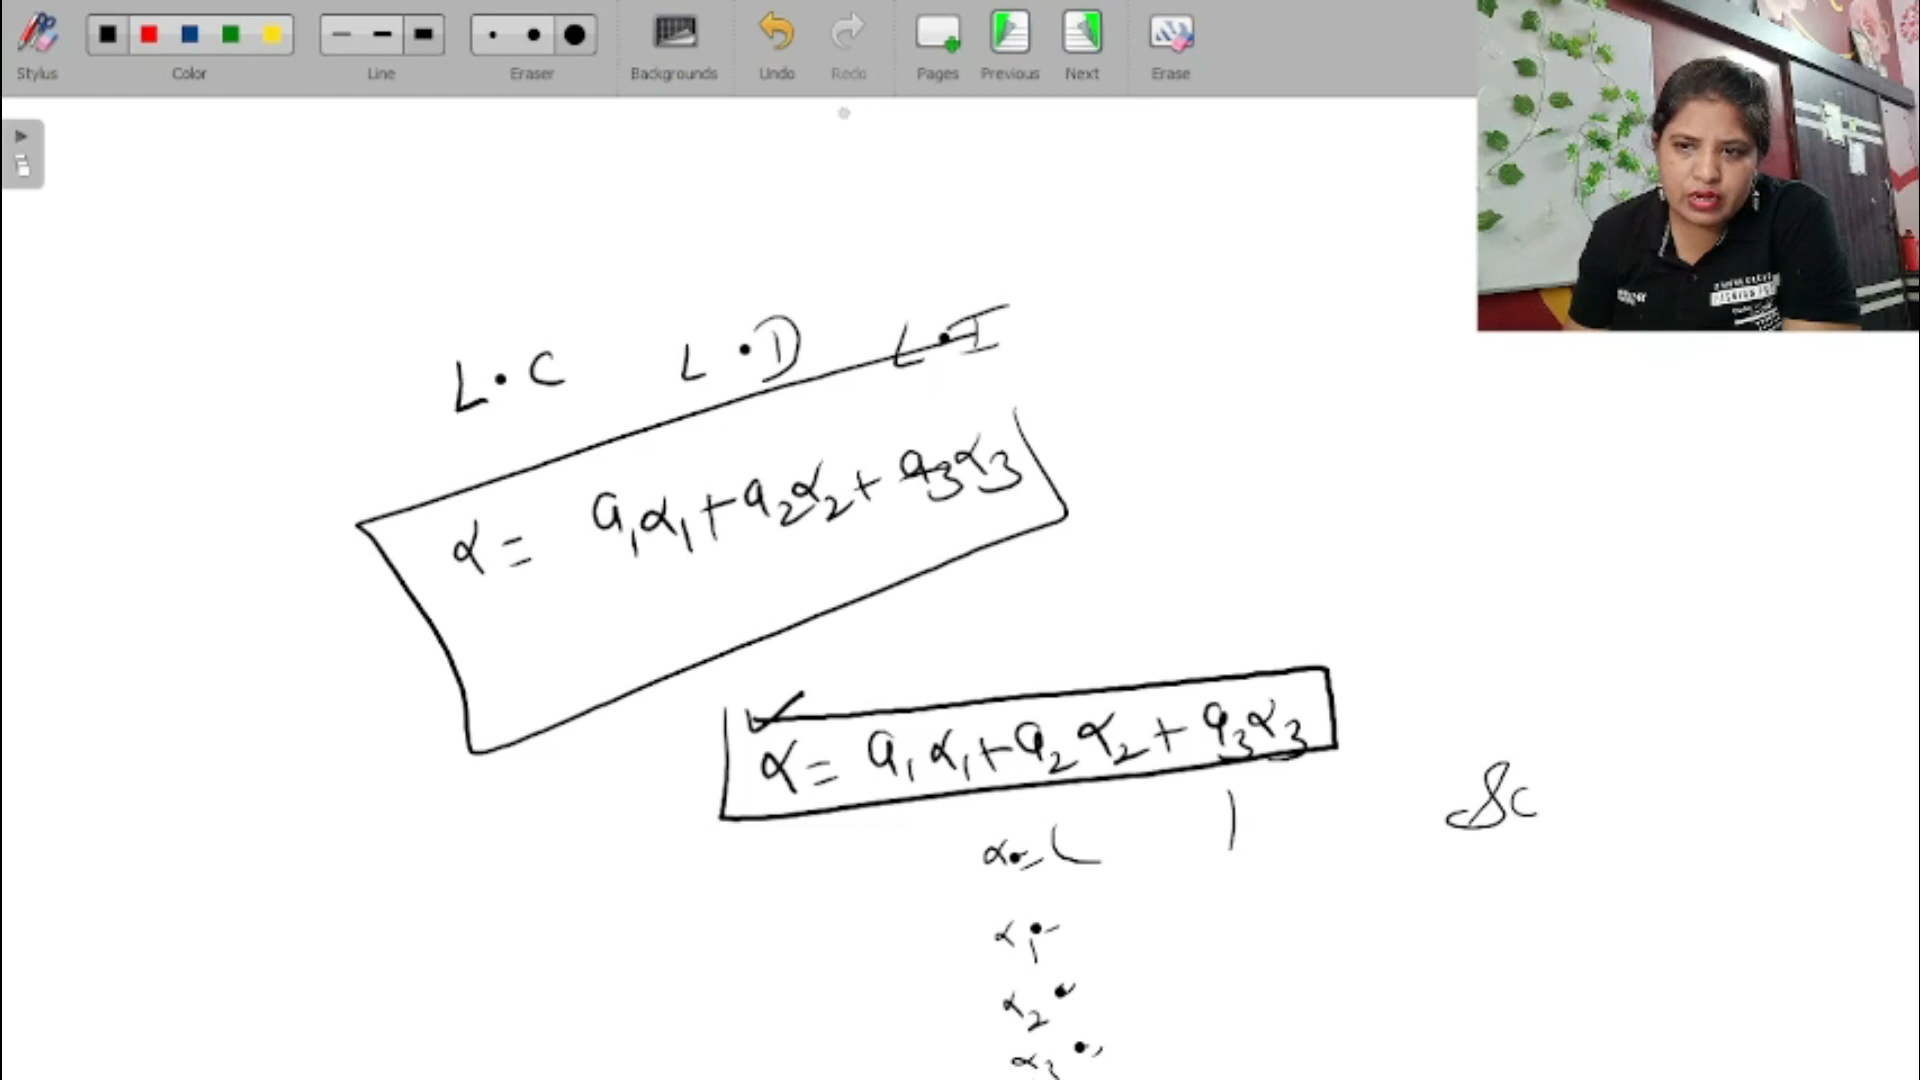 Stylus Color Line Eraser Backgrounds Undo Redo Pages Previous Next Erase
L.C L.D L.I
α = a₁α₁+a₂α₂+a₃α₃
α = a₁α₁+a₂α₂+a₃α₃
α = (
Sc
α₁
α₂
α₃